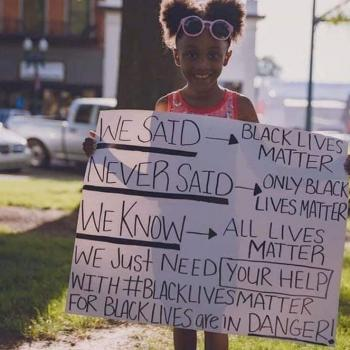 WE SAID → BLACK LIVES MATTER
NEVER SAID → ONLY BLACK LIVES MATTER
WE KNOW → ALL LIVES MATTER
WE JUST NEED YOUR HELP
WITH #BLACKLIVESMATTER
FOR BLACK LIVES are in DANGER!